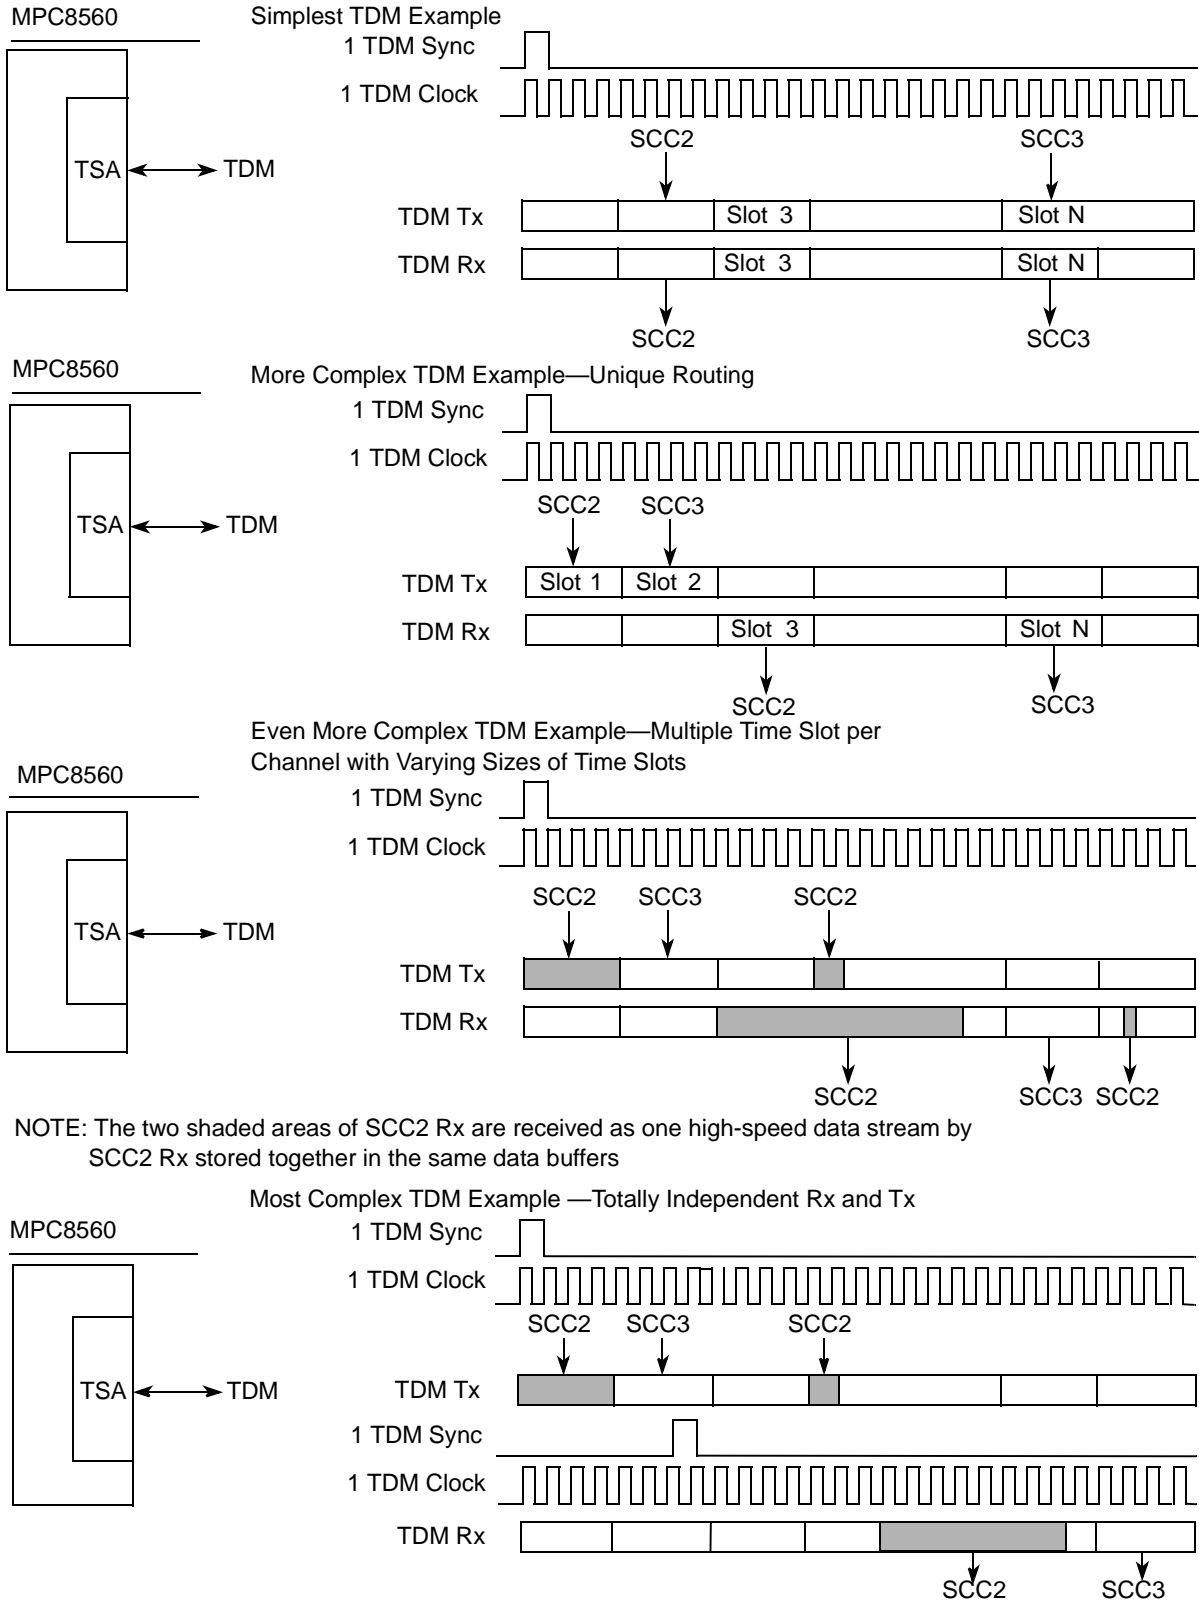 MPC8560
Simplest TDM Example
1 TDM Sync
1 TDM Clock
SCC2
SCC3
TSA
TDM
TDM Tx
Slot 3
Slot N
TDM Rx
Slot 3
Slot N
SCC2
SCC3
MPC8560
More Complex TDM Example—Unique Routing
1 TDM Sync
1 TDM Clock
SCC2
SCC3
TSA
TDM
TDM Tx
Slot 1
Slot 2
TDM Rx
Slot 3
Slot N
SCC2
SCC3
Even More Complex TDM Example—Multiple Time Slot per
Channel with Varying Sizes of Time Slots
MPC8560
1 TDM Sync
1 TDM Clock
SCC2
SCC3
SCC2
TSA
TDM
TDM Tx
TDM Rx
SCC2
SCC3
SCC2
NOTE: The two shaded areas of SCC2 Rx are received as one high-speed data stream by
SCC2 Rx stored together in the same data buffers
Most Complex TDM Example —Totally Independent Rx and Tx
MPC8560
1 TDM Sync
1 TDM Clock
SCC2
SCC3
SCC2
TSA
TDM
TDM Tx
1 TDM Sync
1 TDM Clock
TDM Rx
SCC2
SCC3